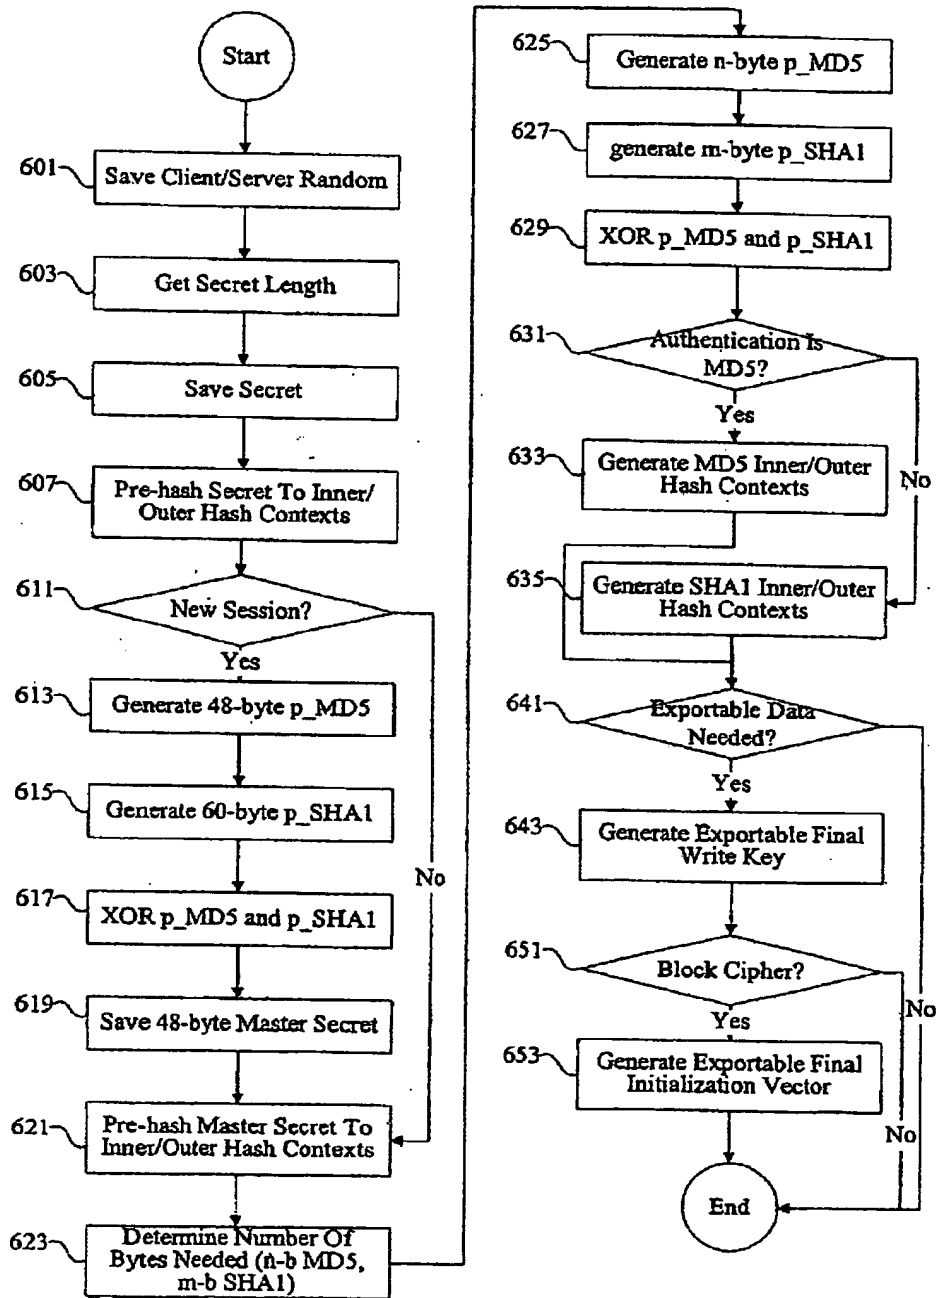 Start
601
Save Client/Server Random
603
Get Secret Length
605
Save Secret
607
Pre-hash Secret To Inner/
Outer Hash Contexts
611
New Session?
Yes
No
613
Generate 48-byte p_MD5
615
Generate 60-byte p_SHA1
617
XOR p_MD5 and p_SHA1
619
Save 48-byte Master Secret
621
Pre-hash Master Secret To
Inner/Outer Hash Contexts
623
Determine Number Of
Bytes Needed (n-b MD5,
m-b SHA1)
625
Generate n-byte p_MD5
627
generate m-byte p_SHA1
629
XOR p_MD5 and p_SHA1
631
Authentication Is
MD5?
Yes
No
633
Generate MD5 Inner/Outer
Hash Contexts
635
Generate SHA1 Inner/Outer
Hash Contexts
641
Exportable Data
Needed?
Yes
No
643
Generate Exportable Final
Write Key
651
Block Cipher?
Yes
No
653
Generate Exportable Final
Initialization Vector
End